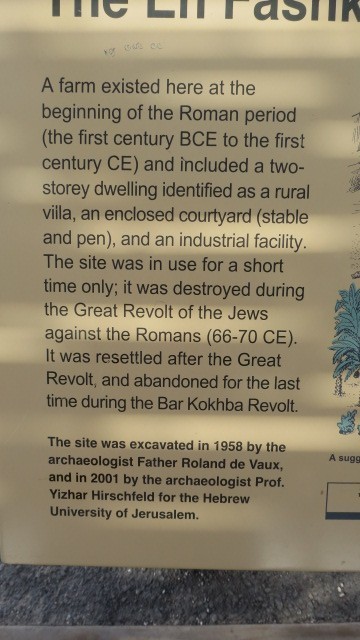 The En Fashk
A farm existed here at the
beginning of the Roman period
(the first century BCE to the first
century CE) and included a two-
storey dwelling identified as a rural
villa, an enclosed courtyard (stable
and pen), and an industrial facility.
The site was in use for a short
time only; it was destroyed during
the Great Revolt of the Jews
against the Romans (66-70 CE).
It was resettled after the Great
Revolt, and abandoned for the last
time during the Bar Kokhba Revolt.
The site was excavated in 1958 by the
archaeologist Father Roland de Vaux,
and in 2001 by the archaeologist Prof.
Yizhar Hirschfeld for the Hebrew
University of Jerusalem.
A sugg